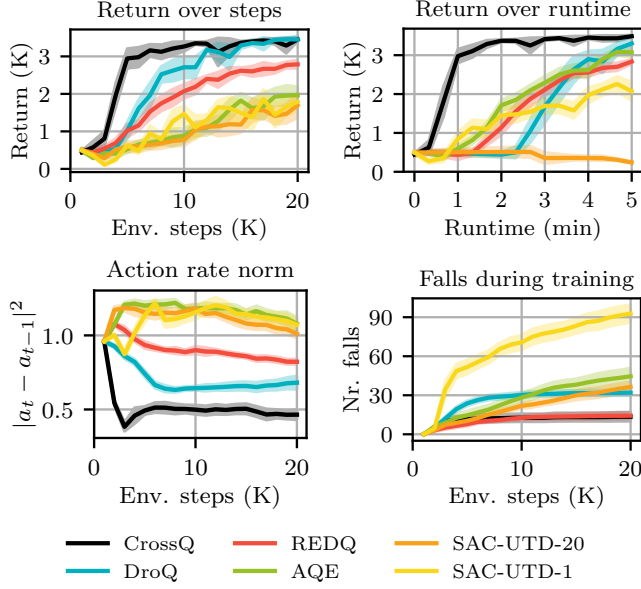 Return over steps
Return (K)
3
2
1
0
0
10
20
Env. steps (K)
Return over runtime
Return (K)
3
2
1
0
0
1
2
3
4
5
Runtime (min)
Action rate norm
|a_t − a_{t−1}|^2
1.0
0.5
0
10
20
Env. steps (K)
Falls during training
Nr. falls
90
60
30
0
0
10
20
Env. steps (K)
CrossQ REDQ SAC-UTD-20
DroQ AQE SAC-UTD-1